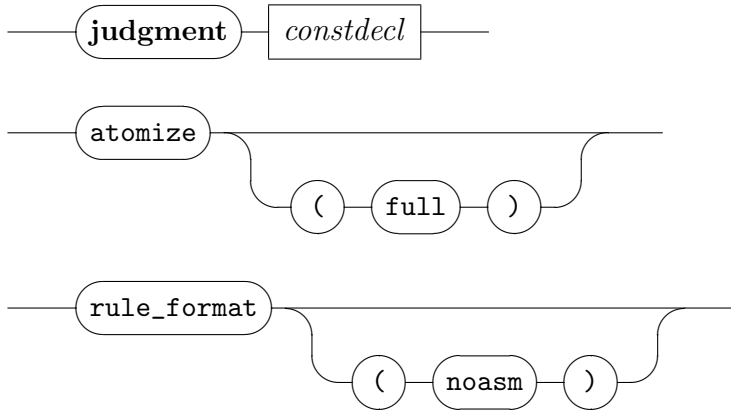 judgment constdecl
atomize
( full )
rule_format
( noasm )